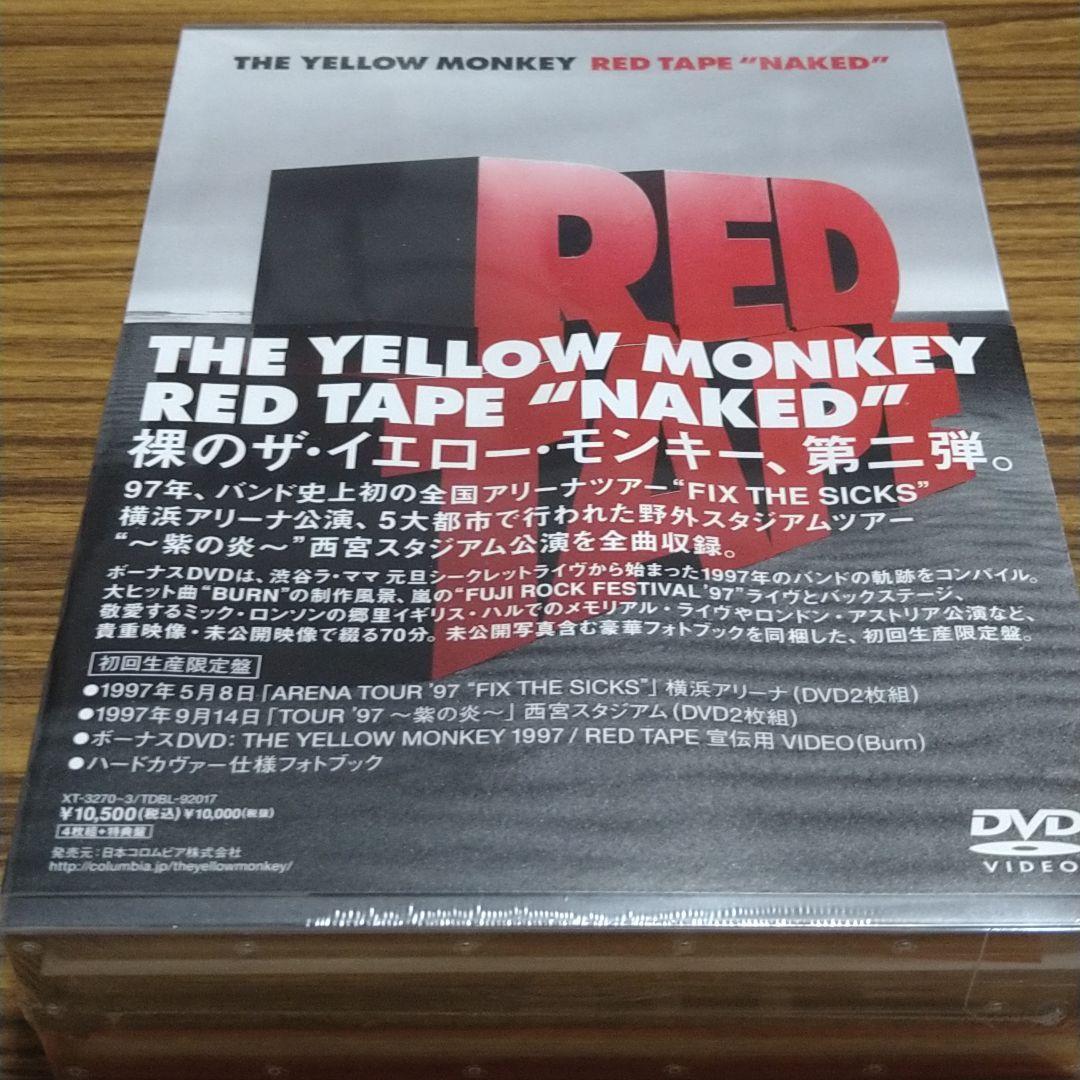 THE YELLOW MONKEY RED TAPE "NAKED"
RED
TAPE
THE YELLOW MONKEY
RED TAPE "NAKED"
裸のザ・イエロー・モンキー、第二弾。
97年、バンド史上初の全国アリーナツアー"FIX THE SICKS"
横浜アリーナ公演、5大都市で行われた野外スタジアムツアー
"〜紫の炎〜"西宮スタジアム公演を全曲収録。
ボーナスDVDは、渋谷ラ・ママ 元旦シークレットライヴから始まった1997年のバンドの軌跡をコンパイル。
大ヒット曲"BURN"の制作風景、嵐の"FUJI ROCK FESTIVAL '97"ライヴとバックステージ、
敬愛するミック・ロンソンの郷里イギリス・ハルでのメモリアル・ライヴやロンドン・アストリア公演など、
貴重映像・未公開映像で綴る70分。未公開写真含む豪華フォトブックを同梱した、初回生産限定盤。
初回生産限定盤
●1997年5月8日「ARENA TOUR '97 "FIX THE SICKS"」横浜アリーナ(DVD2枚組)
●1997年9月14日「TOUR '97 〜紫の炎〜」西宮スタジアム(DVD2枚組)
●ボーナスDVD: THE YELLOW MONKEY 1997 / RED TAPE 宣伝用 VIDEO(Burn)
●ハードカヴァー仕様フォトブック
XT-3270~3/TDBL-92017
¥10,500(税込)¥10,000(税抜)
4枚組+特典盤
発売元:日本コロムビア株式会社
http://columbia.jp/theyellowmonkey/
DVD
VIDEO